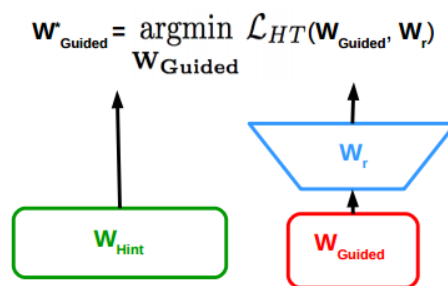 W*Guided = argmin ℒHT(WGuided, Wr)
WGuided
Wr
WHint
WGuided